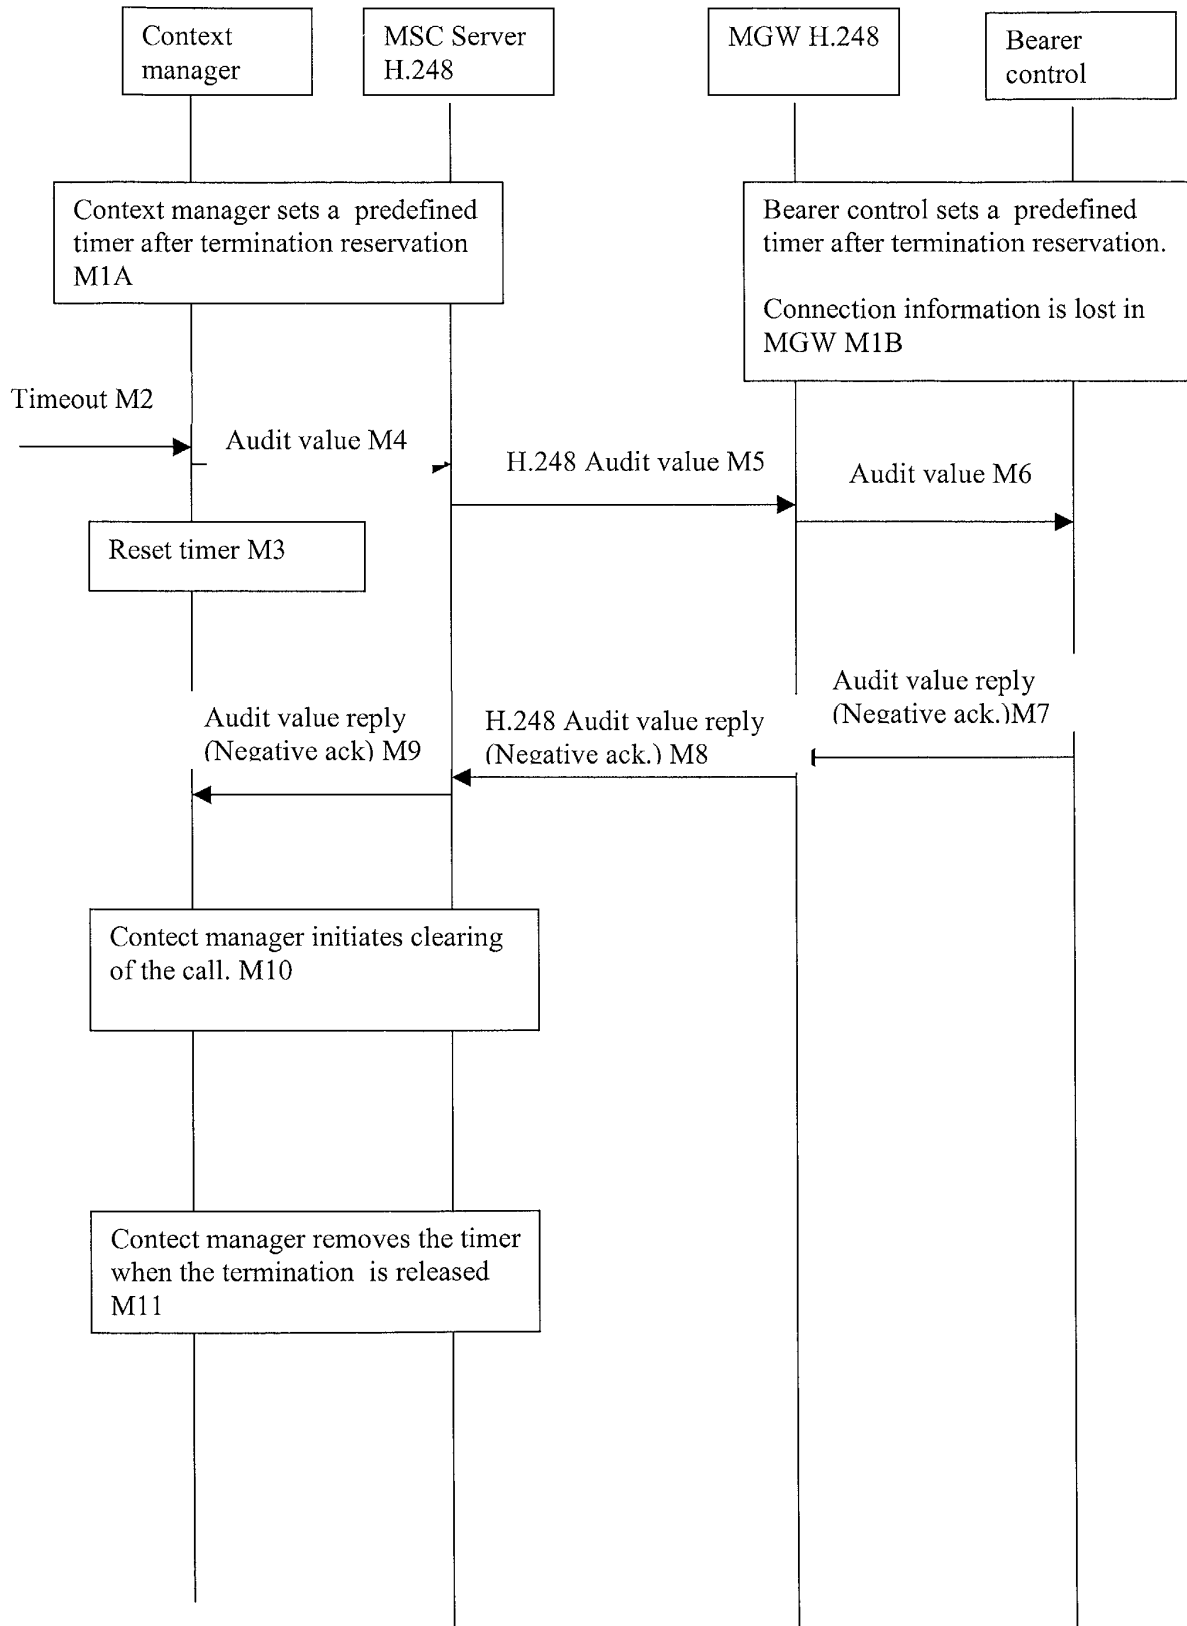 Context
manager
MSC Server
H.248
MGW H.248
Bearer
control
Context manager sets a predefined
timer after termination reservation
M1A
Bearer control sets a predefined
timer after termination reservation.
Connection information is lost in
MGW M1B
Timeout M2
Audit value M4
H.248 Audit value M5
Audit value M6
Reset timer M3
Audit value reply
(Negative ack.)M7
H.248 Audit value reply
(Negative ack.) M8
Audit value reply
(Negative ack) M9
Contect manager initiates clearing
of the call. M10
Contect manager removes the timer
when the termination is released
M11